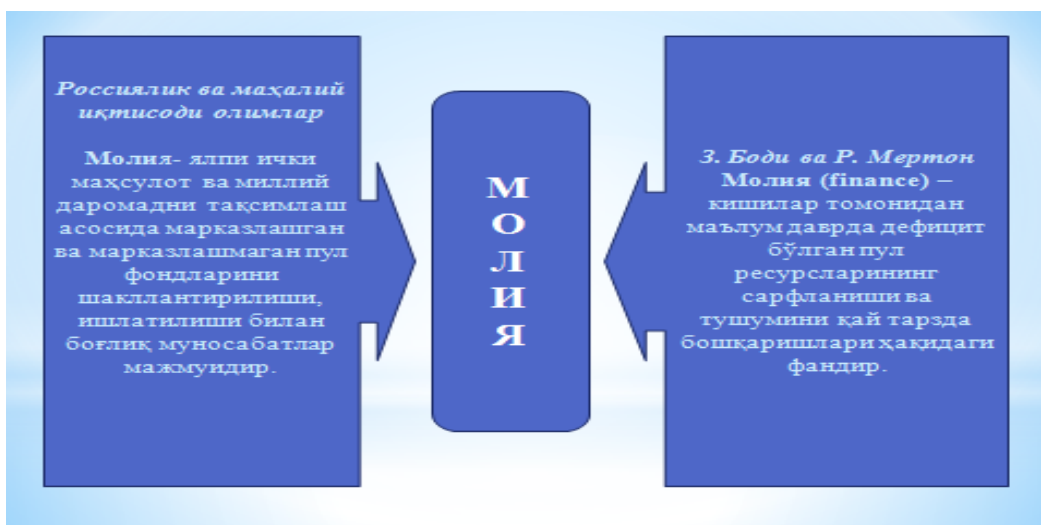 Россиялик ва маҳалий
иқтисоди олимлар
Молия- ялпи ички
маҳсулот ва миллий
даромадни тақсимлаш
асосида марказлашган
ва марказлашмаган пул
фондларини
шакллантирилиши,
ишлатилиши билан
боғлиқ муносабатлар
мажмуидир.
М
О
Л
И
Я
З. Боди ва Р. Мертон
Молия (finance) –
кишилар томонидан
маълум даврда дефицит
бўлган пул
ресурсларининг
сарфланиши ва
тушумини қай тарзда
бошқаришлари ҳақидаги
фандир.